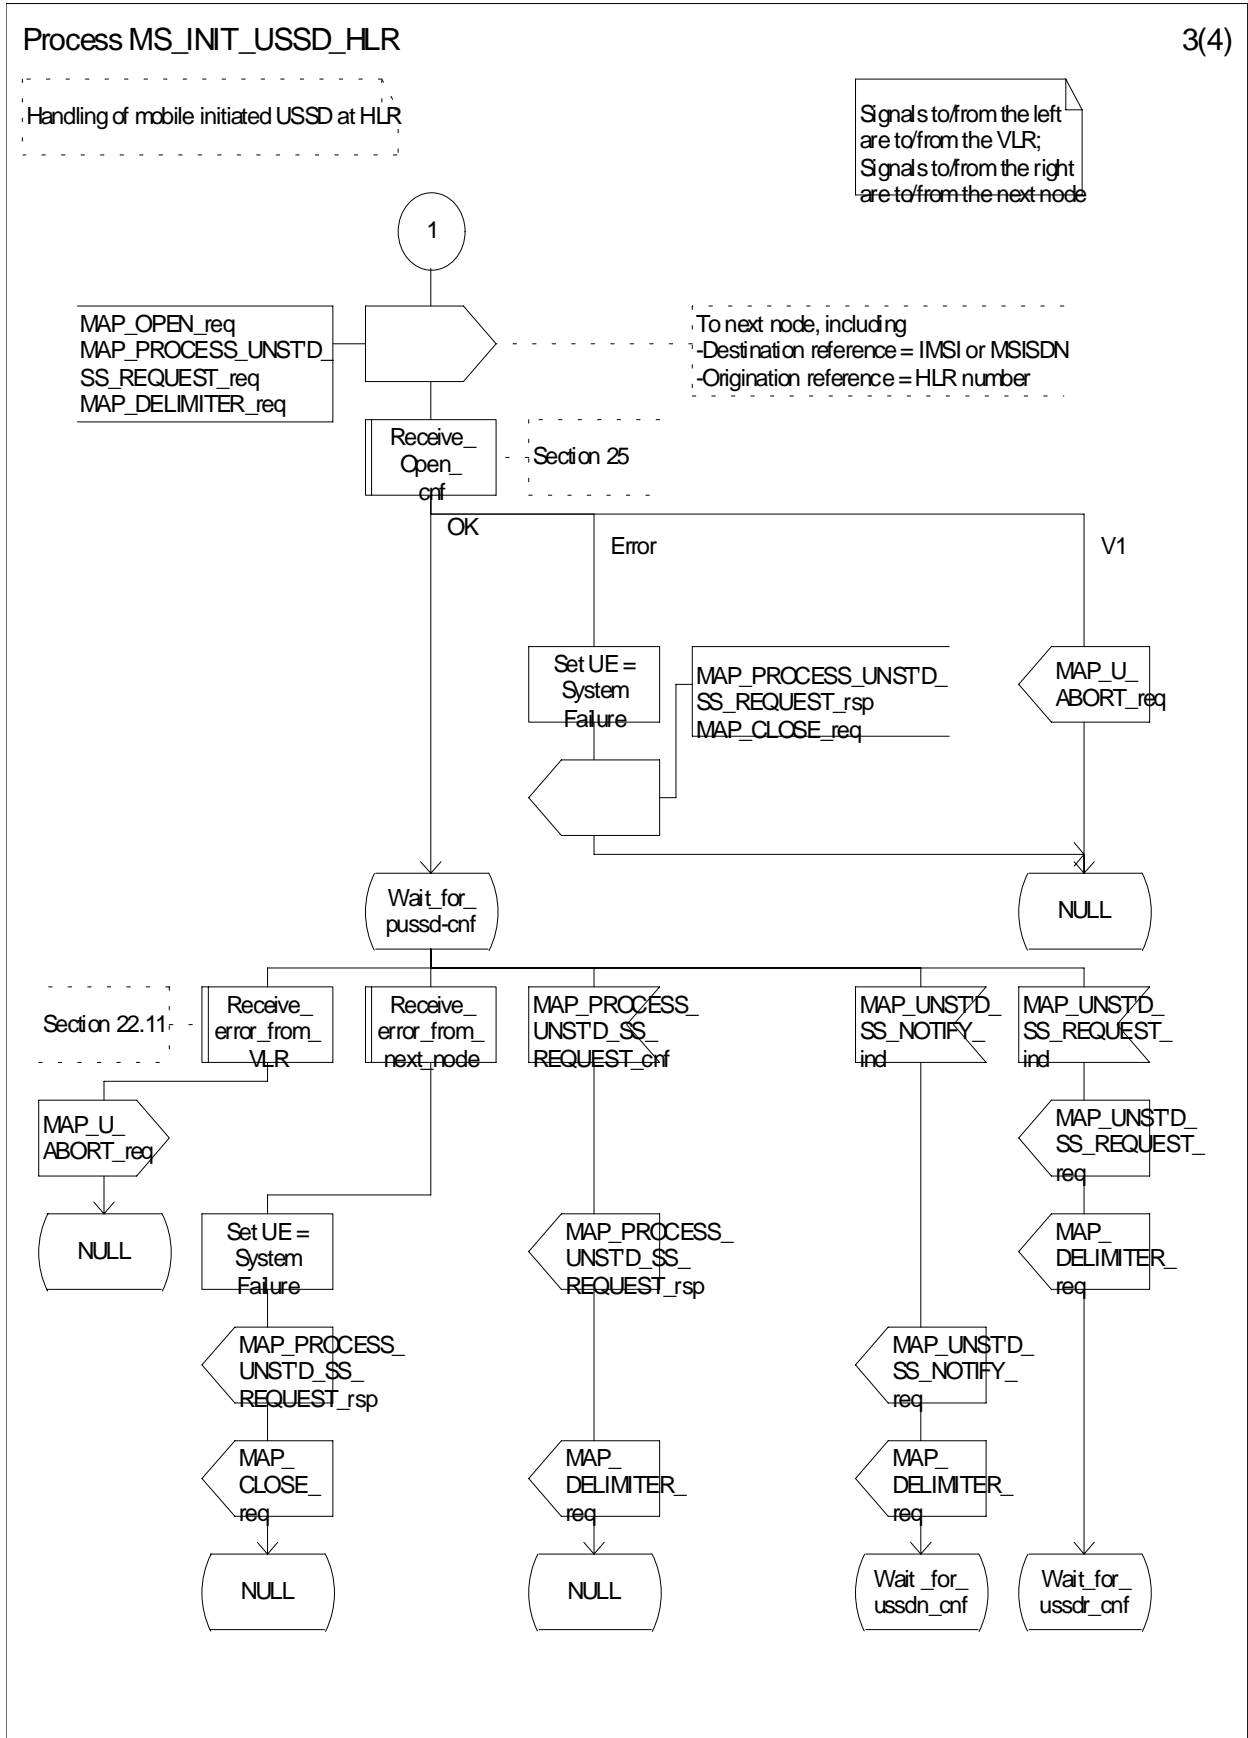 Process MS_INIT_USSD_HLR
3(4)
Handling of mobile initiated USSD at HLR
Signals to/from the left
are to/from the VLR;
Signals to/from the right
are to/from the next node
1
MAP_OPEN_req
MAP_PROCESS_UNST'D_
SS_REQUEST_req
MAP_DELIMITER_req
To next node, including
-Destination reference = IMSI or MSISDN
-Origination reference = HLR number
Receive_
Open_
cnf
Section 25
OK
Error
V1
Set UE =
System
Failure
MAP_PROCESS_UNST'D_
SS_REQUEST_rsp
MAP_CLOSE_req
MAP_U_
ABORT_req
Wait_for_
pussd-cnf
NULL
Section 22.11
Receive_
error_from_
VLR
Receive_
error_from_
next_node
MAP_PROCESS_
UNST'D_SS_
REQUEST_cnf
MAP_UNST'D_
SS_NOTIFY_
ind
MAP_UNST'D_
SS_REQUEST_
ind
MAP_U_
ABORT_req
MAP_UNST'D_
SS_REQUEST_
req
NULL
Set UE =
System
Failure
MAP_PROCESS_
UNST'D_SS_
REQUEST_rsp
MAP_
DELIMITER_
req
MAP_PROCESS_
UNST'D_SS_
REQUEST_rsp
MAP_UNST'D_
SS_NOTIFY_
req
MAP_
CLOSE_
req
MAP_
DELIMITER_
req
MAP_
DELIMITER_
req
NULL
NULL
Wait _for_
ussdn_cnf
Wait_for_
ussdr_cnf